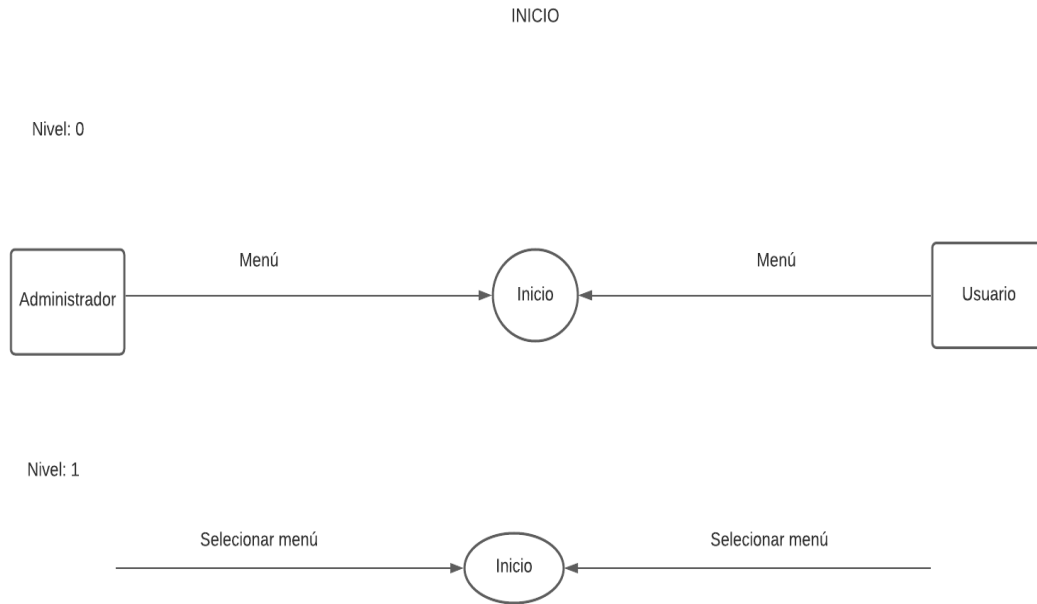 INICIO
Nivel: 0
Menú
Menú
Administrador
Inicio
Usuario
Nivel: 1
Selecionar menú
Selecionar menú
Inicio